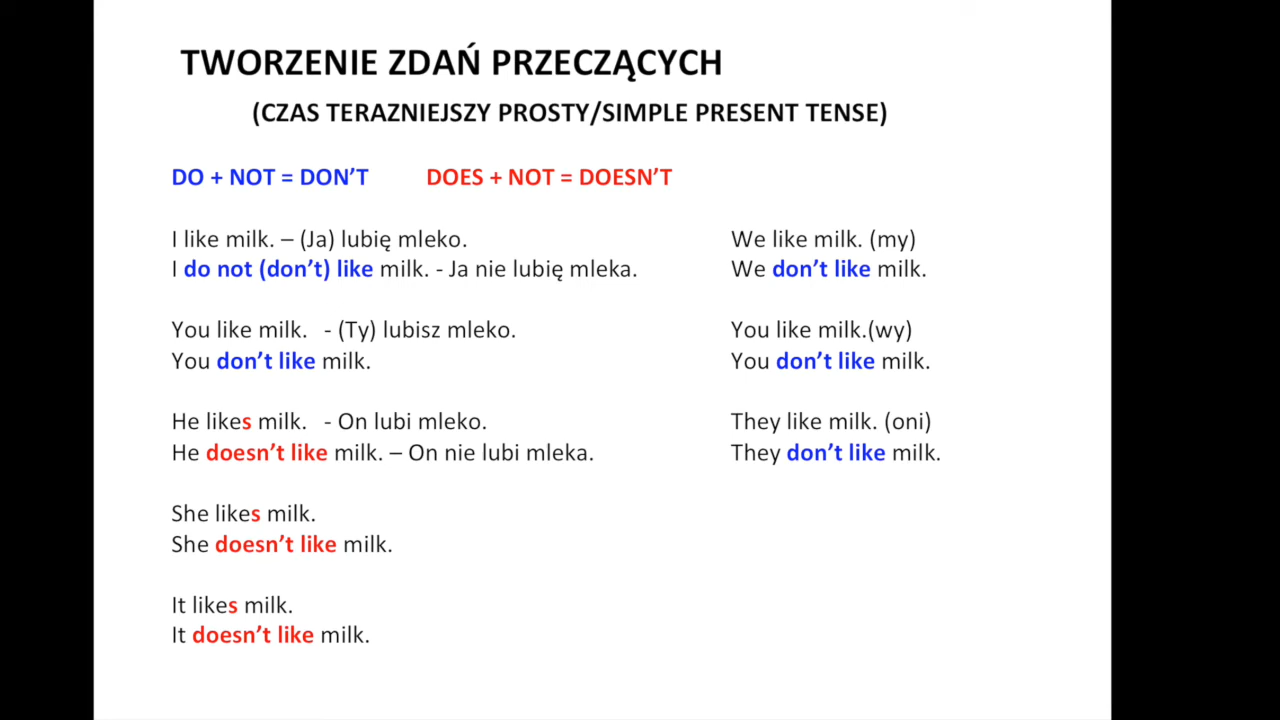 TWORZENIE ZDAŃ PRZECZĄCYCH
(CZAS TERAZNIEJSZY PROSTY/SIMPLE PRESENT TENSE)
DO + NOT = DON’T
DOES + NOT = DOESN’T
I like milk. – (Ja) lubię mleko.
I do not (don’t) like milk. - Ja nie lubię mleka.
You like milk. - (Ty) lubisz mleko.
You don’t like milk.
He likes milk. - On lubi mleko.
He doesn’t like milk. – On nie lubi mleka.
She likes milk.
She doesn’t like milk.
It likes milk.
It doesn’t like milk.
We like milk. (my)
We don’t like milk.
You like milk.(wy)
You don’t like milk.
They like milk. (oni)
They don’t like milk.